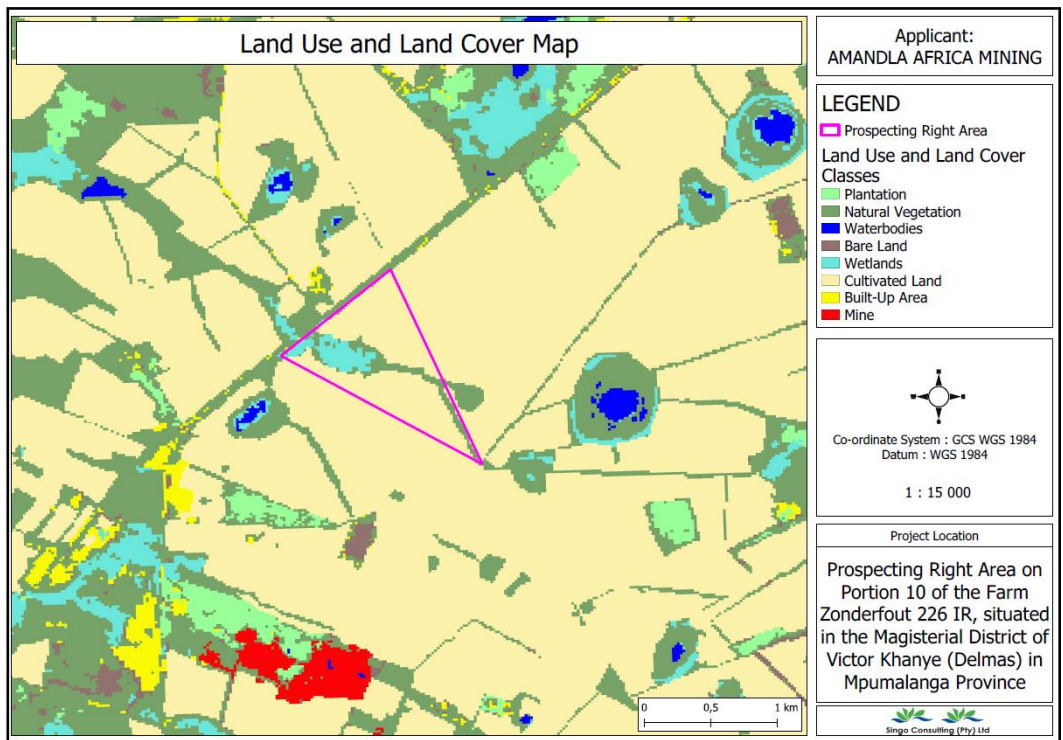 Land Use and Land Cover Map
Applicant:
AMANDLA AFRICA MINING
LEGEND
Prospecting Right Area
Land Use and Land Cover
Classes
Plantation
Natural Vegetation
Waterbodies
Bare Land
Wetlands
Cultivated Land
Built-Up Area
Mine
Co-ordinate System : GCS WGS 1984
Datum : WGS 1984
1 : 15 000
Project Location
Prospecting Right Area on
Portion 10 of the Farm
Zonderfout 226 IR, situated
in the Magisterial District of
Victor Khanye (Delmas) in
Mpumalanga Province
0 0,5 1 km
Singo Consulting (Pty) Ltd